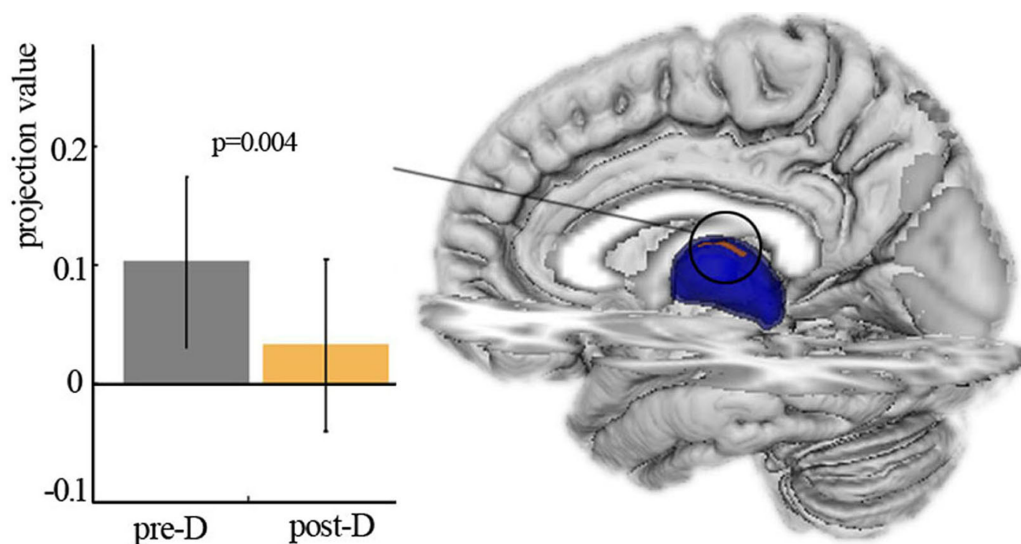 projection value
0.2
0.1
0
-0.1
p=0.004
pre-D
post-D